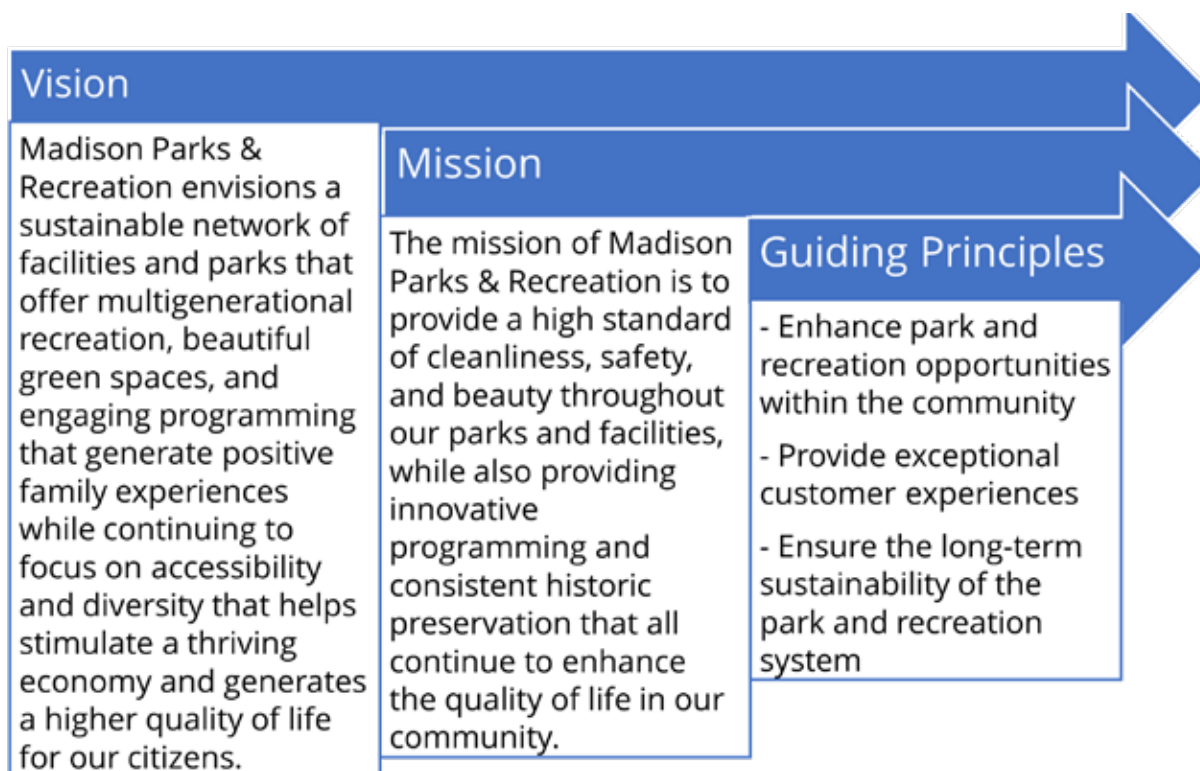 Vision
Madison Parks &
Recreation envisions a
sustainable network of
facilities and parks that
offer multigenerational
recreation, beautiful
green spaces, and
engaging programming
that generate positive
family experiences
while continuing to
focus on accessibility
and diversity that helps
stimulate a thriving
economy and generates
a higher quality of life
for our citizens.
Mission
The mission of Madison
Parks & Recreation is to
provide a high standard
of cleanliness, safety,
and beauty throughout
our parks and facilities,
while also providing
innovative
programming and
consistent historic
preservation that all
continue to enhance
the quality of life in our
community.
Guiding Principles
- Enhance park and
recreation opportunities
within the community
- Provide exceptional
customer experiences
- Ensure the long-term
sustainability of the
park and recreation
system